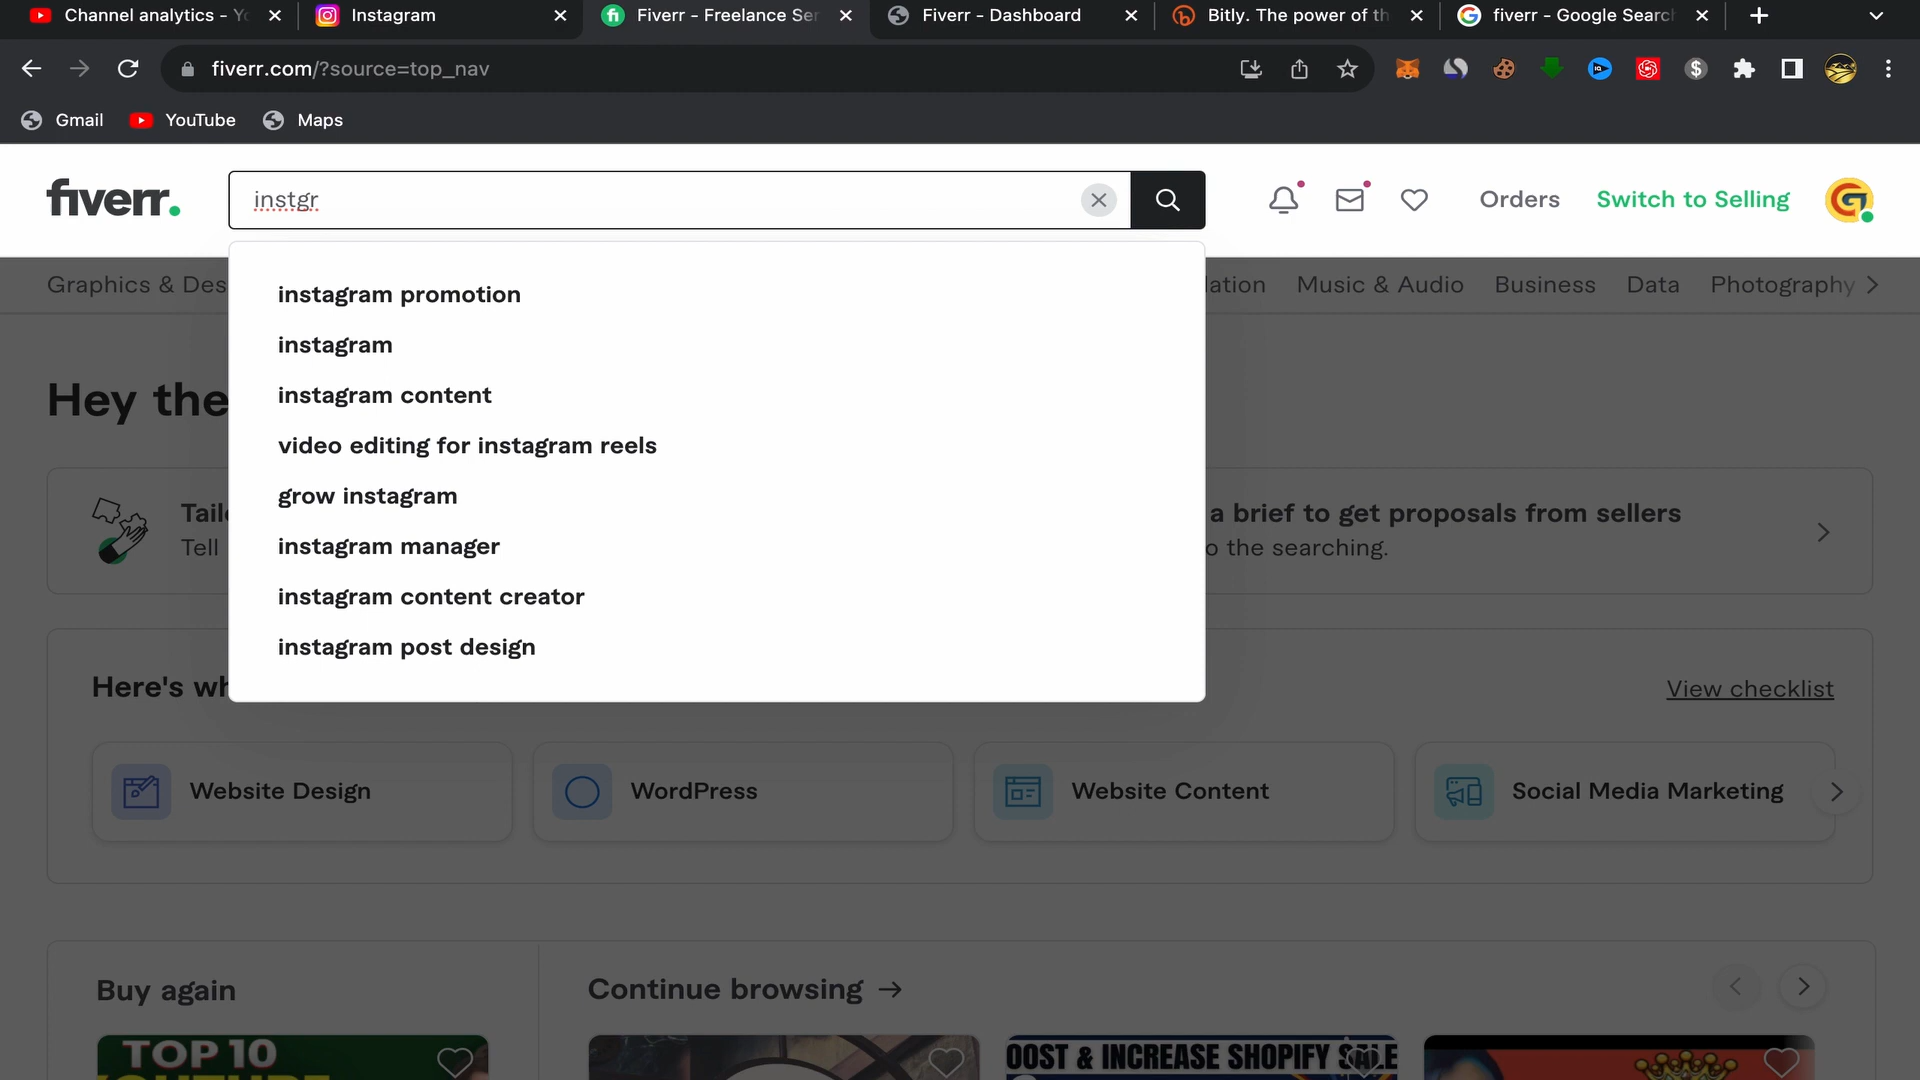 Channel analytics - Yo
Instagram
Fiverr - Freelance Ser
Fiverr - Dashboard
Bitly. The power of th
fiverr - Google Search
fiverr.com/?source=top_nav
Gmail
YouTube
Maps
fiverr.
instgr
Orders
Switch to Selling
Graphics & Des
lation
Music & Audio
Business
Data
Photography
instagram promotion
instagram
instagram content
video editing for instagram reels
grow instagram
instagram manager
instagram content creator
instagram post design
Hey the
Tail
Tell
a brief to get proposals from sellers
o the searching.
Here's wh
View checklist
Website Design
WordPress
Website Content
Social Media Marketing
Buy again
Continue browsing →
TOP 10
YOUTUBE
OOST & INCREASE SHOPIFY SALE